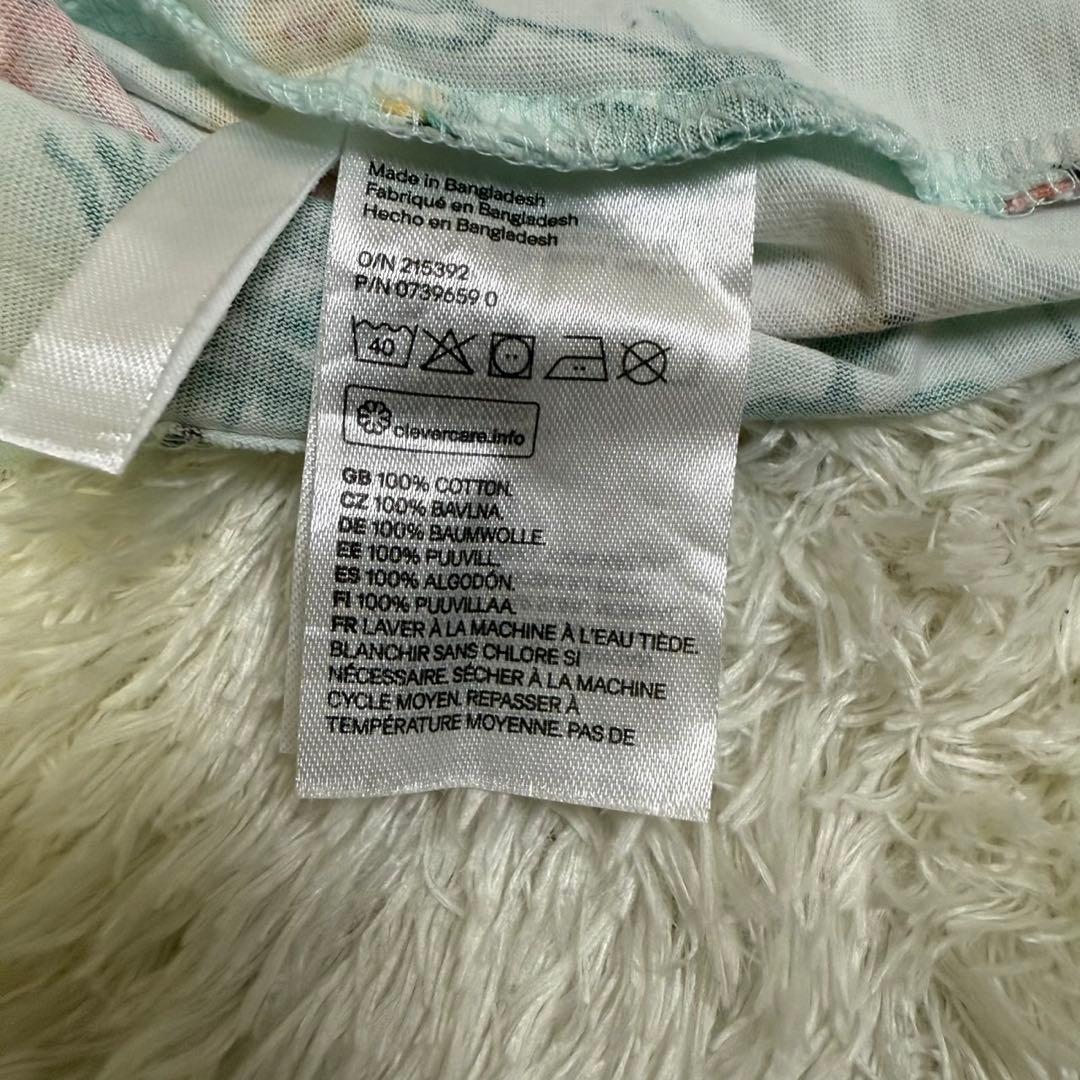 Made in Bangladesh
Fabriqué en Bangladesh
Hecho en Bangladesh
O/N 215392
P/N 0739659 0
40
clevercare.info
GB 100% COTTON.
CZ 100% BAVLNA.
DE 100% BAUMWOLLE.
EE 100% PUUVILL.
ES 100% ALGODÓN.
FI 100% PUUVILLAA.
FR LAVER À LA MACHINE À L'EAU TIÈDE.
BLANCHIR SANS CHLORE SI
NÉCESSAIRE. SÉCHER À LA MACHINE
CYCLE MOYEN. REPASSER À
TEMPÉRATURE MOYENNE. PAS DE